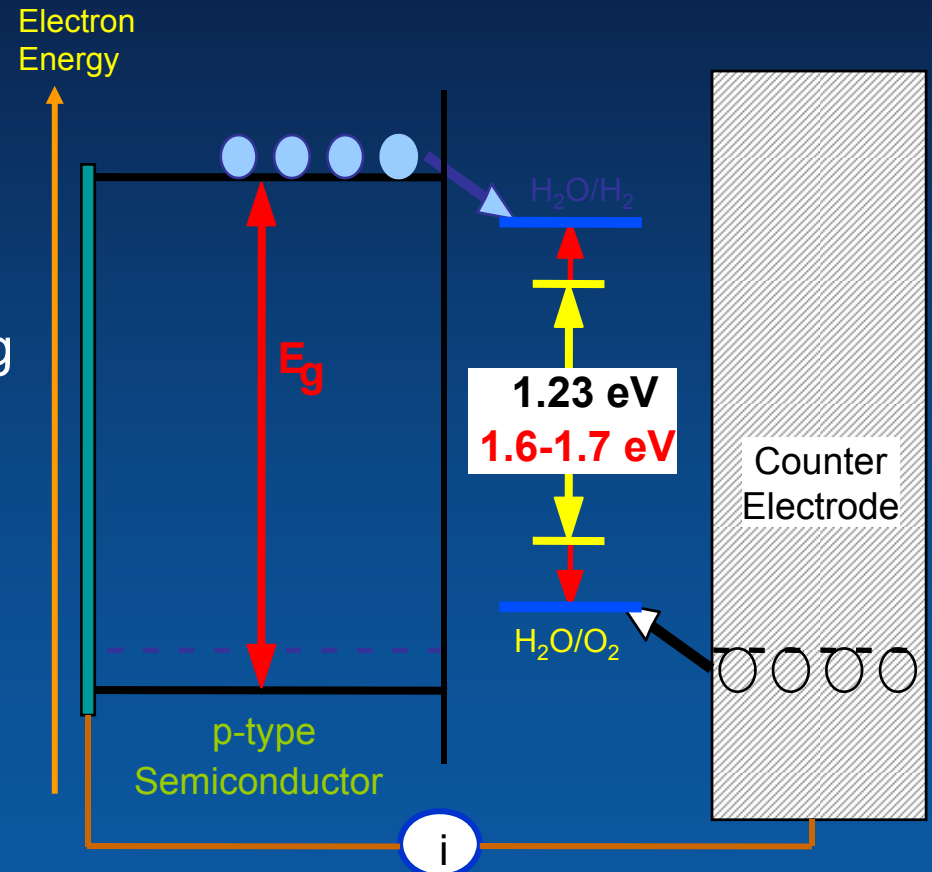 Electron
Energy
H₂O/H₂
g
Eg
1.23 eV
1.6-1.7 eV
Counter
Electrode
H₂O/O₂
p-type
Semiconductor
i